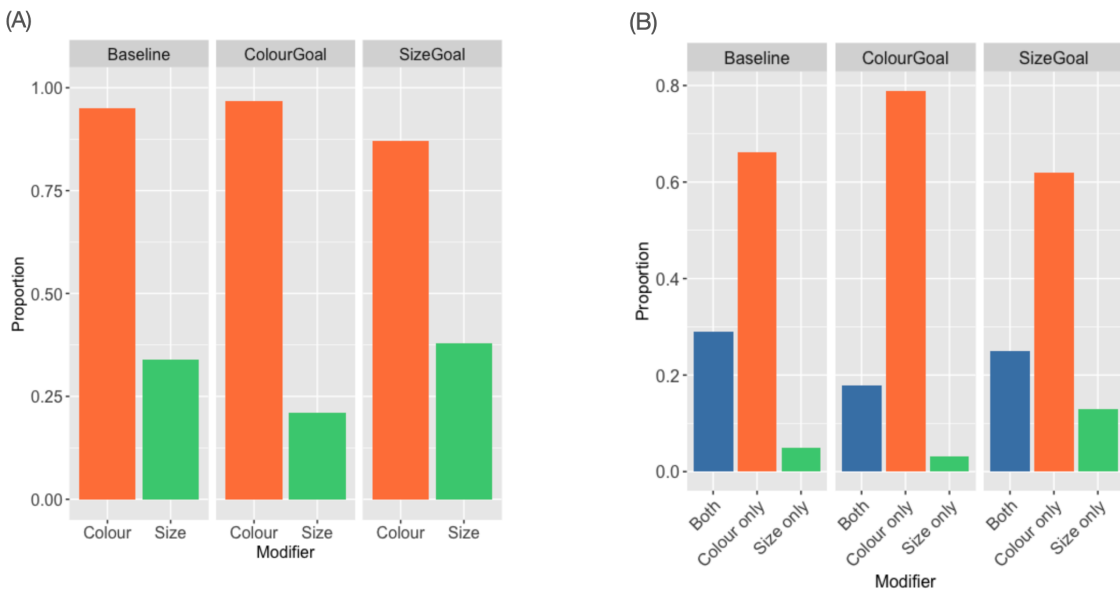 (A)
Baseline ColourGoal SizeGoal
1.00
0.75
0.50
0.25
0.00
Proportion
Colour Size Colour Size Colour Size
Modifier
(B)
Baseline ColourGoal SizeGoal
0.8
0.6
0.4
0.2
0.0
Proportion
Both Colour only Size only Both Colour only Size only Both Colour only Size only
Modifier